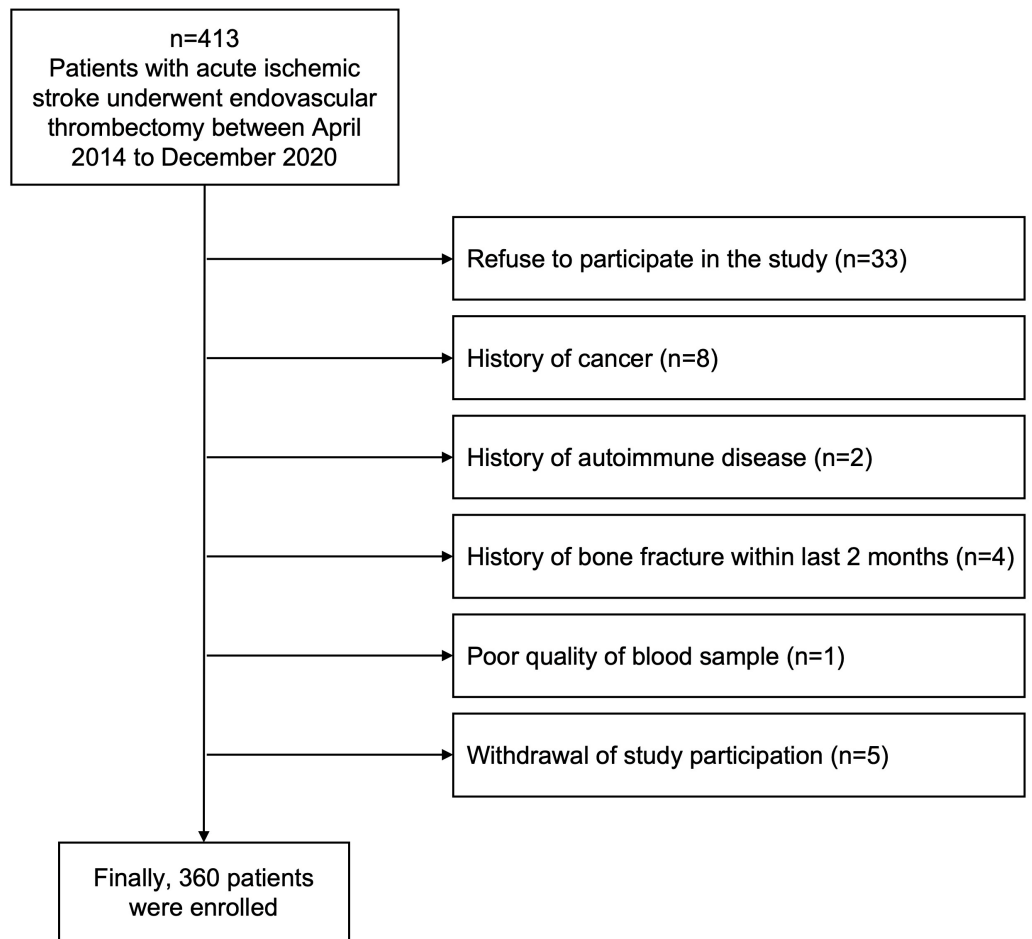 n=413
Patients with acute ischemic
stroke underwent endovascular
thrombectomy between April
2014 to December 2020
Refuse to participate in the study (n=33)
History of cancer (n=8)
History of autoimmune disease (n=2)
History of bone fracture within last 2 months (n=4)
Poor quality of blood sample (n=1)
Withdrawal of study participation (n=5)
Finally, 360 patients
were enrolled